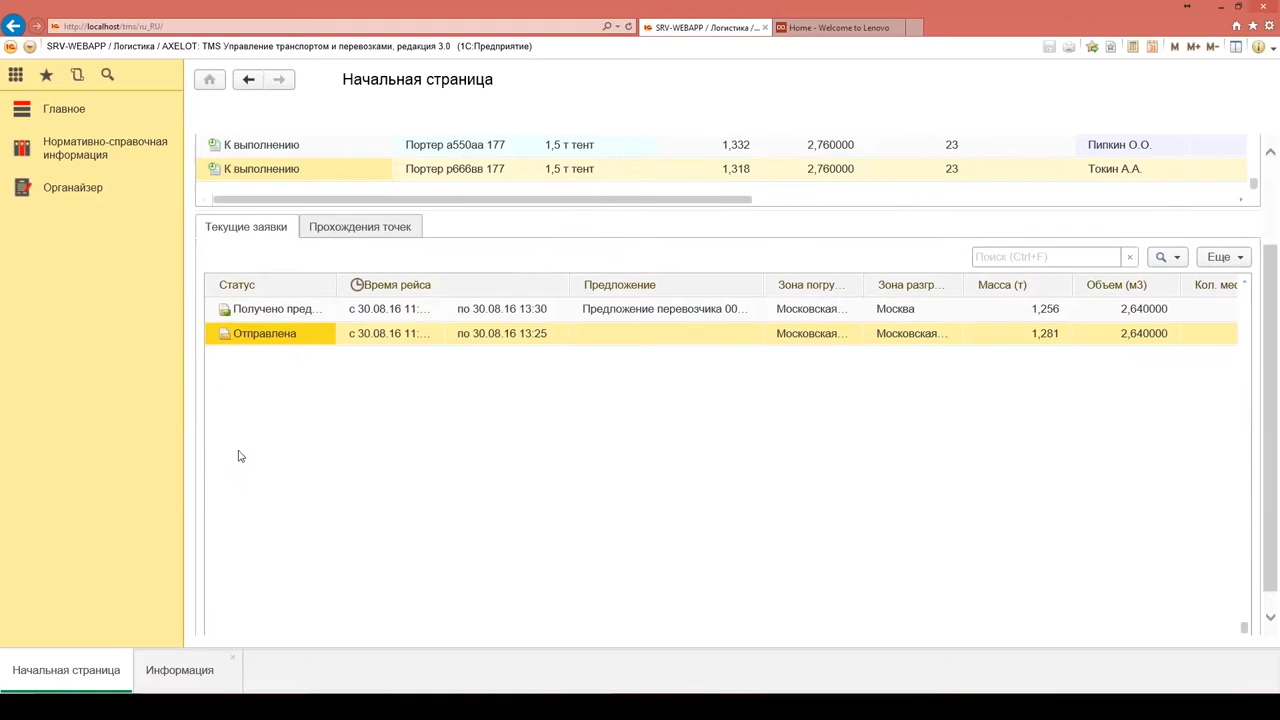 http://localhost/tms/ru_RU/
SRV-WEBAPP / Логистика /...
Home - Welcome to Lenovo
SRV-WEBAPP / Логистика / AXELOT: TMS Управление транспортом и перевозками, редакция 3.0 (1С:Предприятие)
M M+ M-
Начальная страница
Главное
Нормативно-справочная
информация
Органайзер
К выполнению Портер а550аа 177 1,5 т тент 1,332 2,760000 23 Пипкин О.О.
К выполнению Портер р666вв 177 1,5 т тент 1,318 2,760000 23 Токин А.А.
Текущие заявки Прохождения точек
Поиск (Ctrl+F) × Еще
Статус Время рейса Предложение Зона погру... Зона разгр... Масса (т) Объем (м3) Кол. мес
Получено пред... с 30.08.16 11:... по 30.08.16 13:30 Предложение перевозчика 00... Московская... Москва 1,256 2,640000
Отправлена с 30.08.16 11:... по 30.08.16 13:25 Московская... Московская... 1,281 2,640000
Начальная страница Информация ×